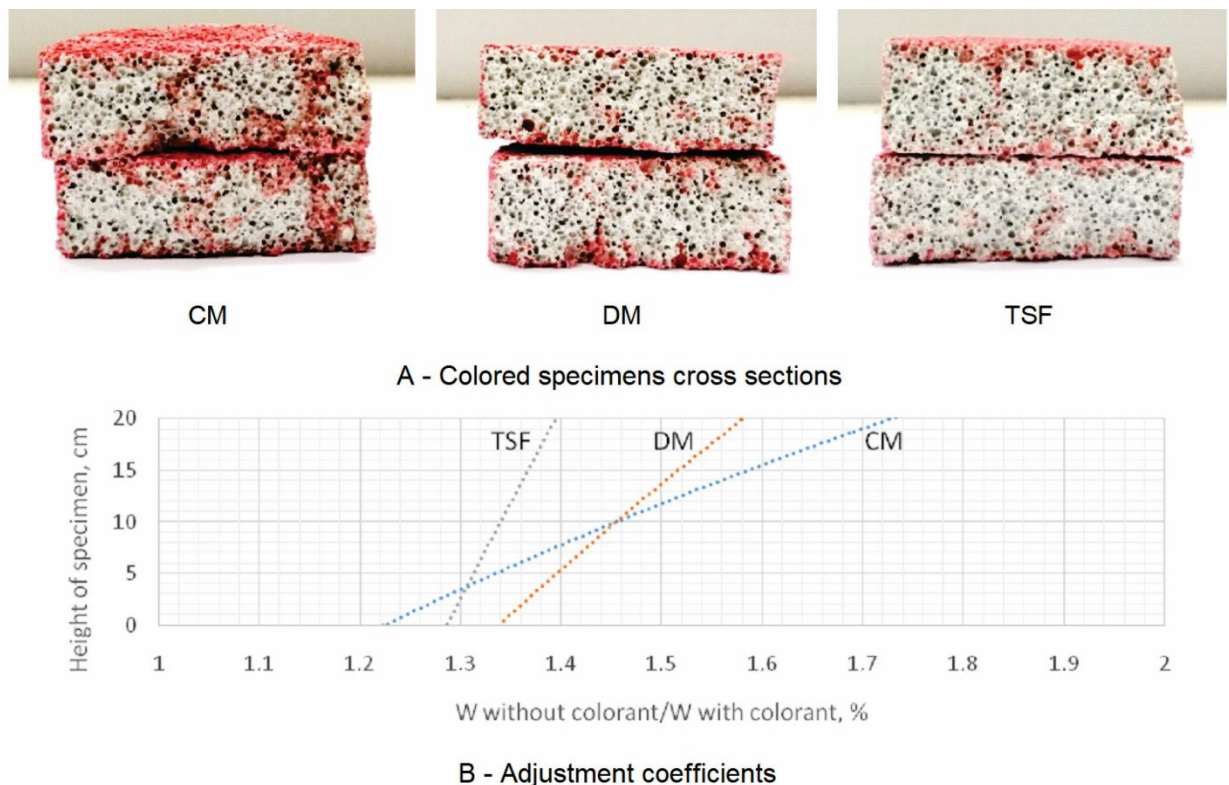 CM DM TSF
A - Colored specimens cross sections
Height of specimen, cm
20
15
10
5
0
TSF DM CM
1 1.1 1.2 1.3 1.4 1.5 1.6 1.7 1.8 1.9 2
W without colorant/W with colorant, %
B - Adjustment coefficients